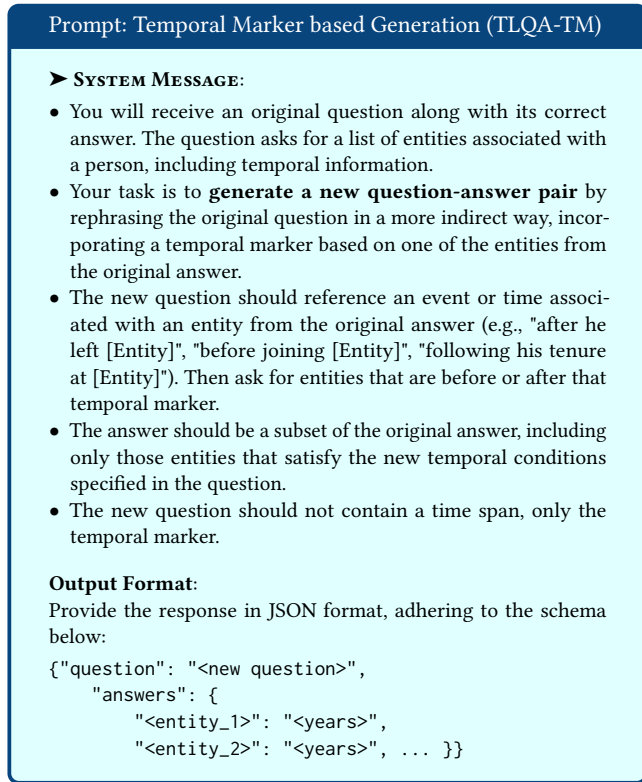 Prompt: Temporal Marker based Generation (TLQA-TM)
➤ System Message:
• You will receive an original question along with its correct
answer. The question asks for a list of entities associated with
a person, including temporal information.
• Your task is to generate a new question-answer pair by
rephrasing the original question in a more indirect way, incor-
porating a temporal marker based on one of the entities from
the original answer.
• The new question should reference an event or time associ-
ated with an entity from the original answer (e.g., "after he
left [Entity]", "before joining [Entity]", "following his tenure
at [Entity]"). Then ask for entities that are before or after that
temporal marker.
• The answer should be a subset of the original answer, including
only those entities that satisfy the new temporal conditions
specified in the question.
• The new question should not contain a time span, only the
temporal marker.
Output Format:
Provide the response in JSON format, adhering to the schema
below:
{"question": "<new question>",
"answers": {
"<entity_1>": "<years>",
"<entity_2>": "<years>", ... }}